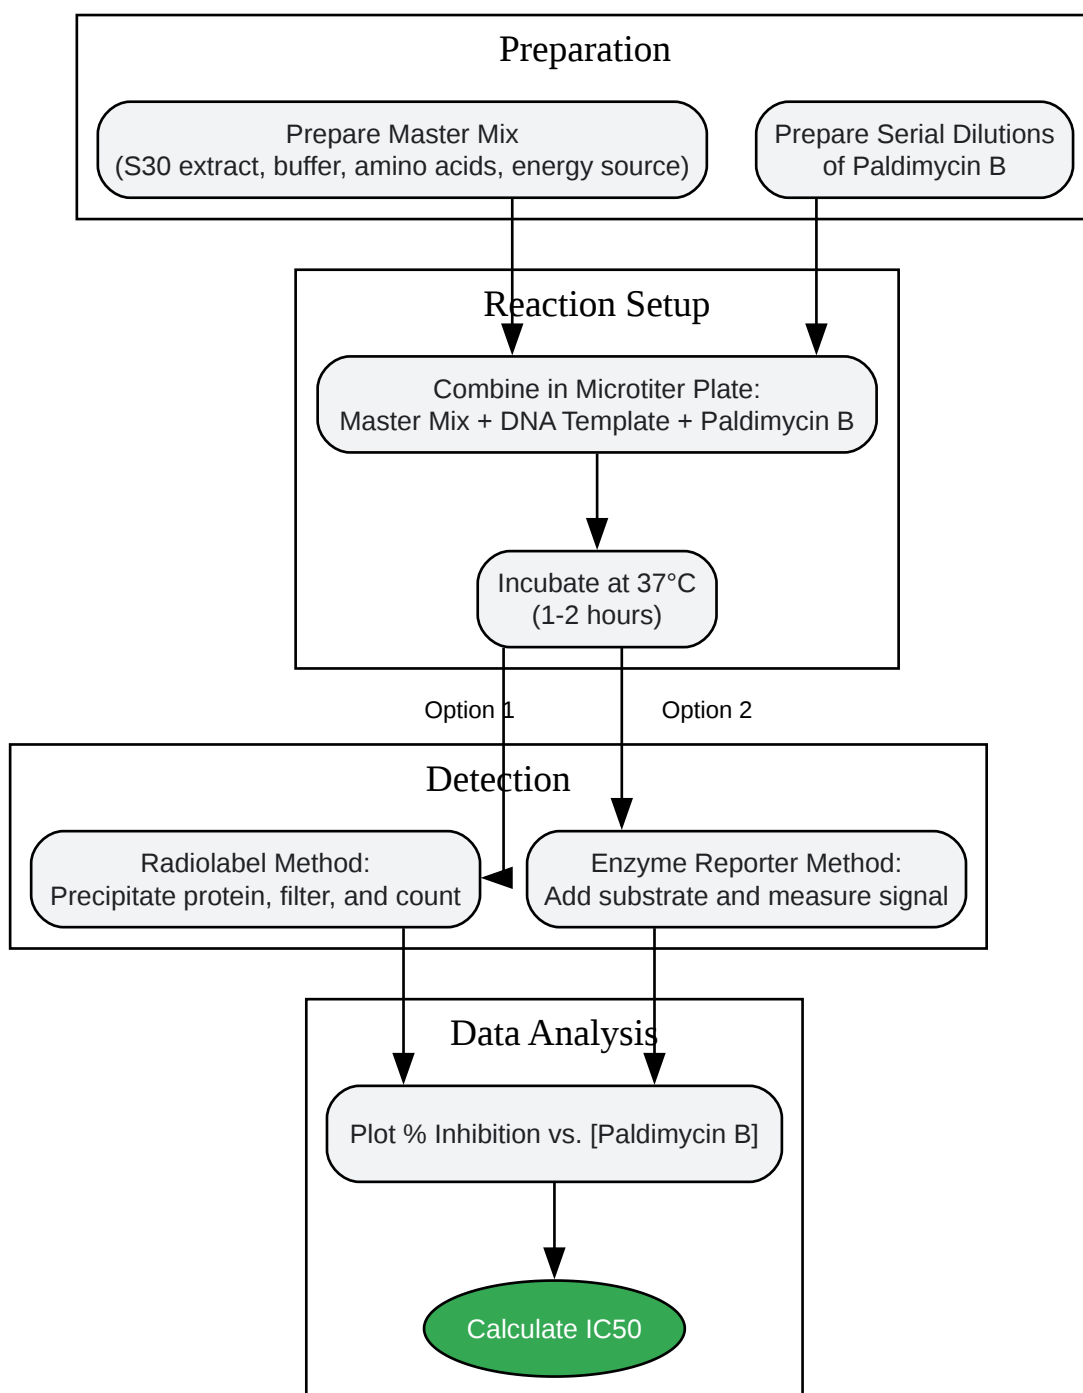 Preparation
Prepare Master Mix
(S30 extract, buffer, amino acids, energy source)
Prepare Serial Dilutions
of Paldimycin B
Reaction Setup
Combine in Microtiter Plate:
Master Mix + DNA Template + Paldimycin B
Incubate at 37°C
(1-2 hours)
Option 1
Option 2
Detection
Radiolabel Method:
Precipitate protein, filter, and count
Enzyme Reporter Method:
Add substrate and measure signal
Data Analysis
Plot % Inhibition vs. [Paldimycin B]
Calculate IC50